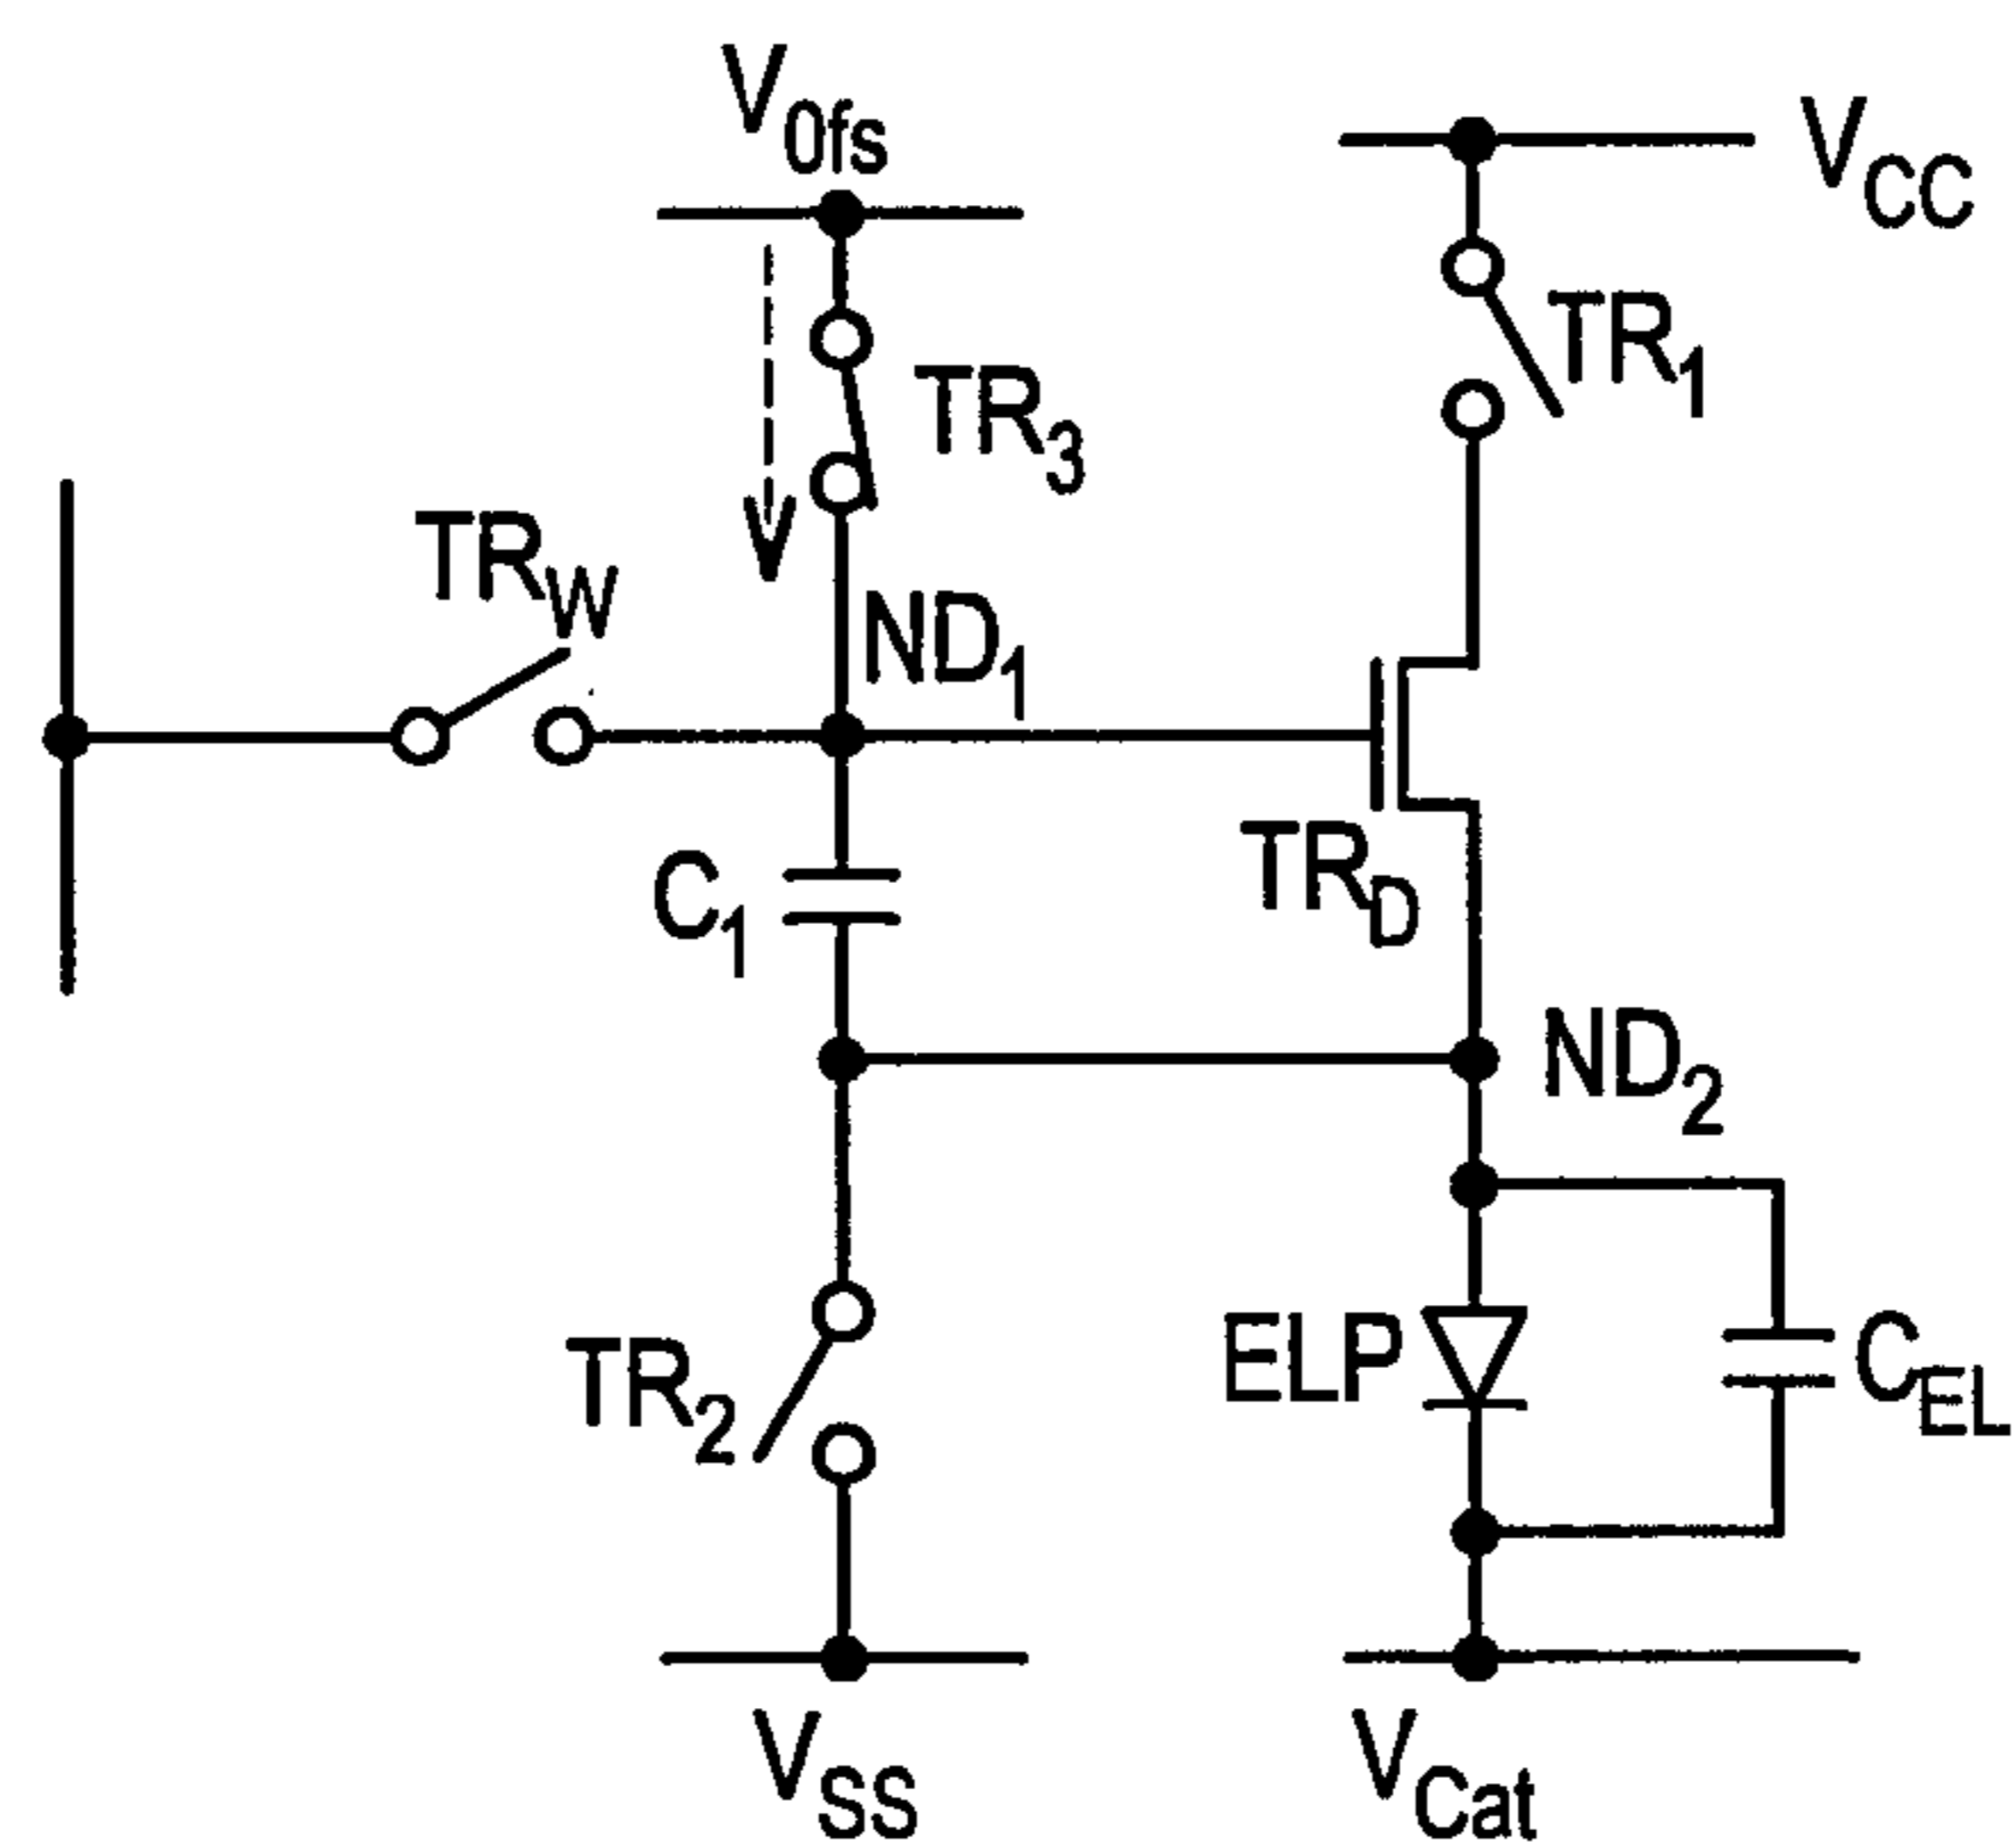 V0fs
VCC
TR1
TR3
TRW
ND1
C1
TRD
ND2
ELP
CEL
TR2
VSS
VCat